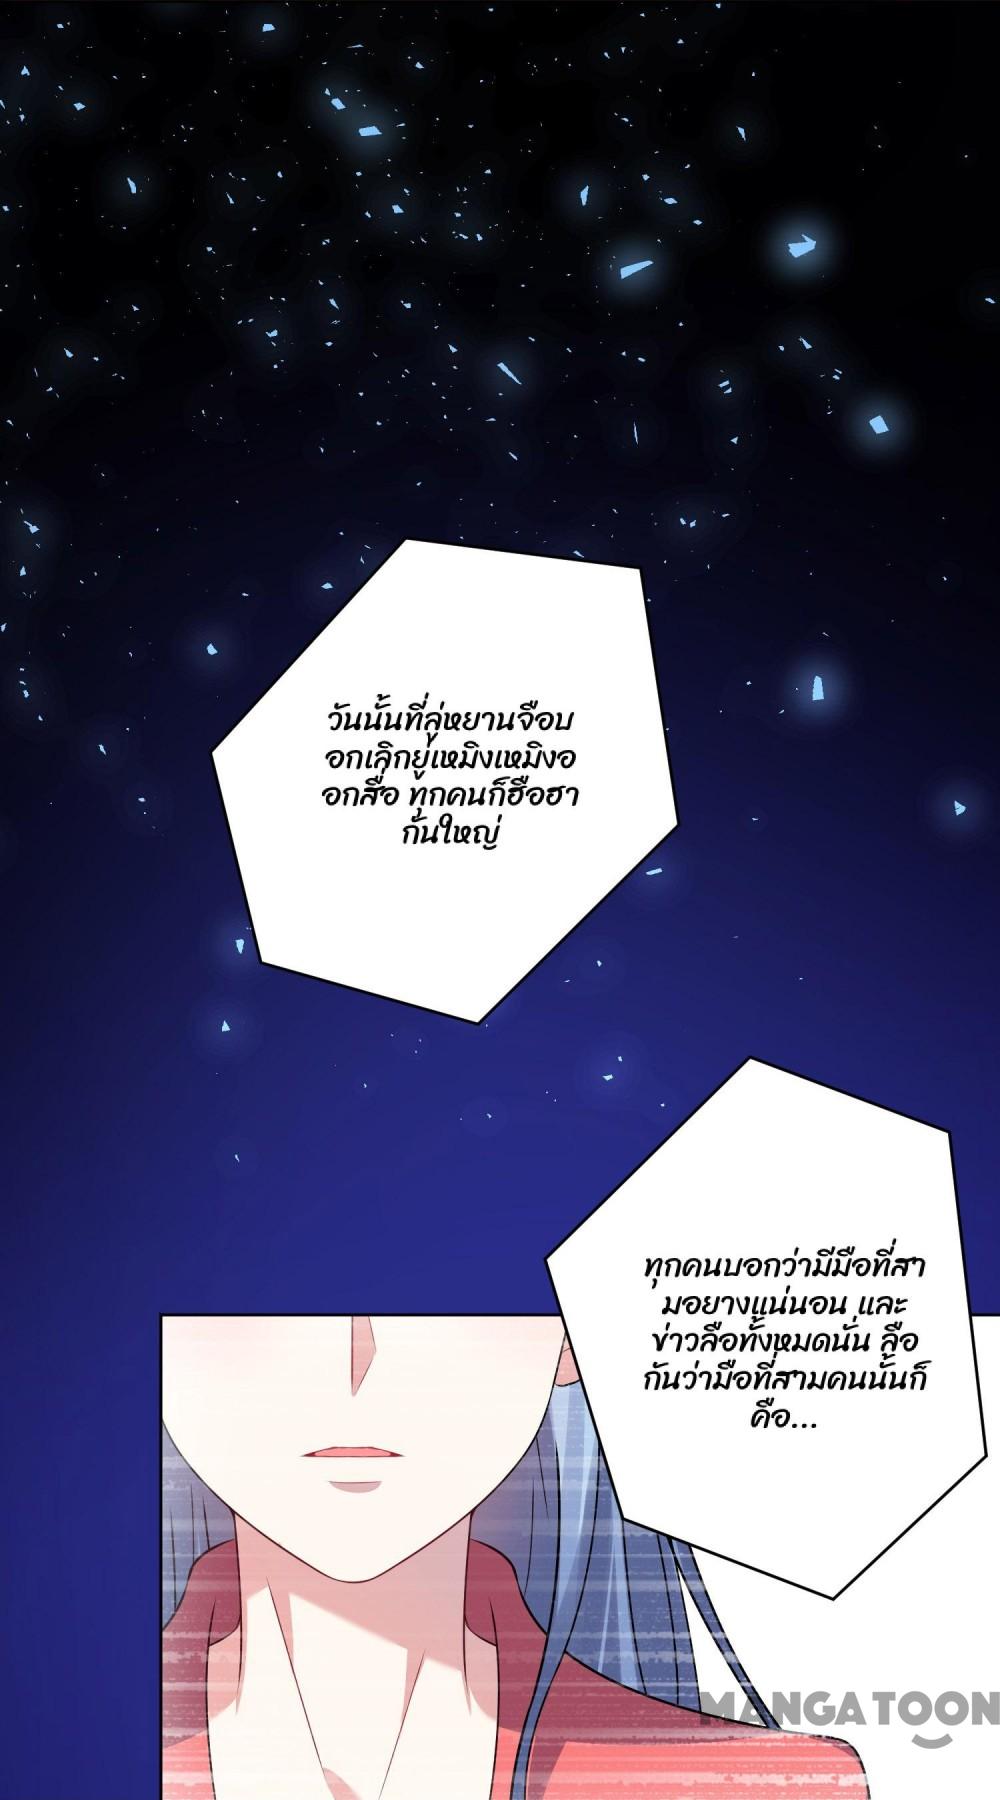 วันนั้นที่ลู่หยานจือบ
อกเลิกยู่เหมิงเหมิงอ
อกสื่อ ทุกคนก็ฮือฮา
กันใหญ่
ทุกคนบอกว่ามีมือที่สา
มอยางแน่นอน และ
ข่าวลือทั้งหมดนั่น ลือ
กันว่ามือที่สามคนนั้นก็
คือ...
MANGATOON